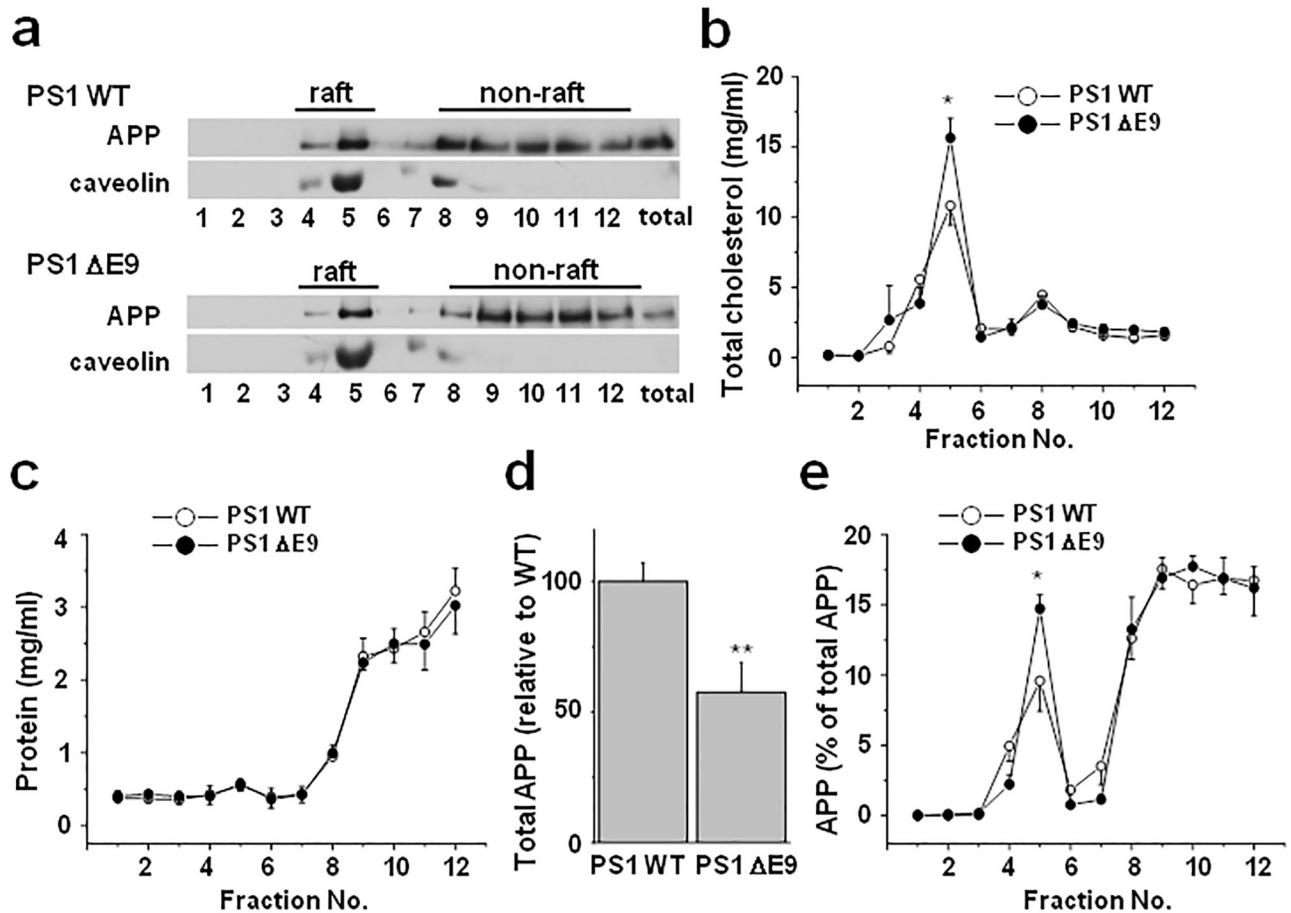 a
PS1 WT
raft
non-raft
APP
caveolin
1 2 3 4 5 6 7 8 9 10 11 12 total
PS1 ΔE9
raft
non-raft
APP
caveolin
1 2 3 4 5 6 7 8 9 10 11 12 total
b
Total cholesterol (mg/ml)
20
15
10
5
0
*
PS1 WT
PS1 ΔE9
2 4 6 8 10 12
Fraction No.
c
PS1 WT
PS1 ΔE9
Protein (mg/ml)
4
3
2
1
0
2 4 6 8 10 12
Fraction No.
d
Total APP (relative to WT)
100
50
0
**
PS1 WT PS1 ΔE9
e
PS1 WT
PS1 ΔE9
APP (% of total APP)
20
15
10
5
0
*
2 4 6 8 10 12
Fraction No.